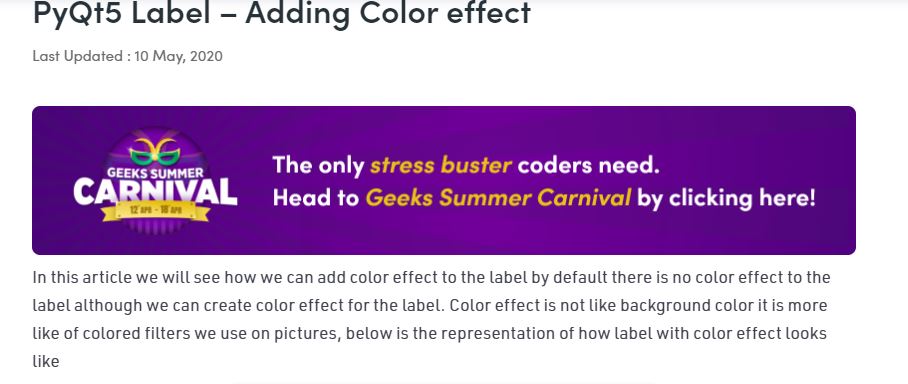 PyQt5 Label – Adding Color effect
Last Updated : 10 May, 2020
GEEKS SUMMER
CARNIVAL
12 APR - 18 APR
The only stress buster coders need.
Head to Geeks Summer Carnival by clicking here!
In this article we will see how we can add color effect to the label by default there is no color effect to the
label although we can create color effect for the label. Color effect is not like background color it is more
like of colored filters we use on pictures, below is the representation of how label with color effect looks
like